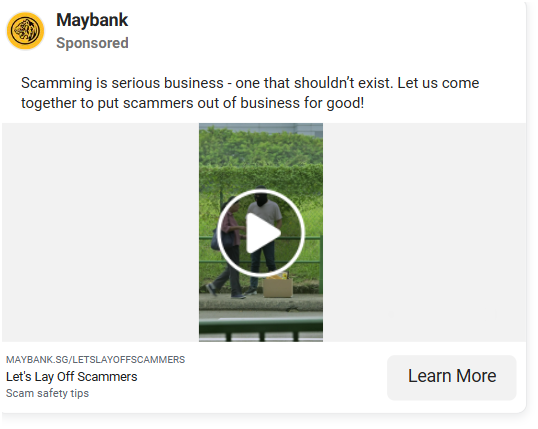 Maybank
Sponsored
Scamming is serious business - one that shouldn’t exist. Let us come
together to put scammers out of business for good!
MAYBANK.SG/LETSLAYOFFSCAMMERS
Let's Lay Off Scammers
Scam safety tips
Learn More